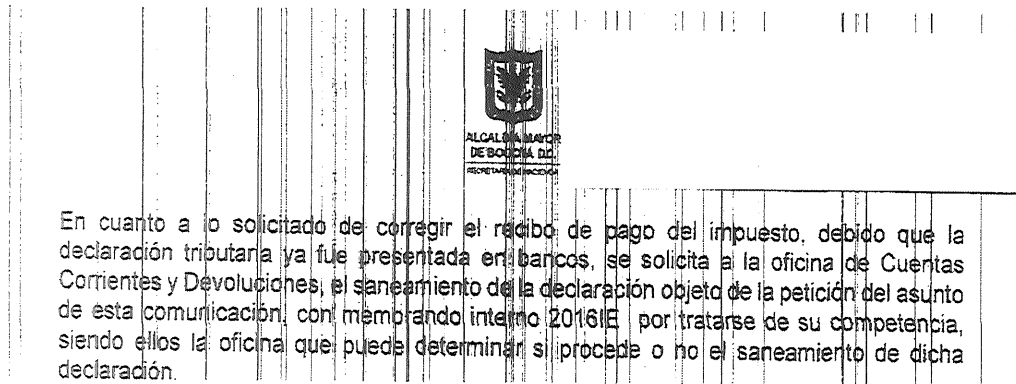 ALCALDÍA MAYOR
DE BOGOTÁ D.C.
SECRETARÍA DE HACIENDA
En cuanto a lo solicitado de corregir el recibo de pago del impuesto, debido que la
declaración tributaria ya fue presentada en bancos, se solicita a la oficina de Cuentas
Corrientes y Devoluciones, el saneamiento de la declaración objeto de la petición del asunto
de esta comunicación, con memorando interno 2016IE por tratarse de su competencia,
siendo ellos la oficina que puede determinar si procede o no el saneamiento de dicha
declaración.